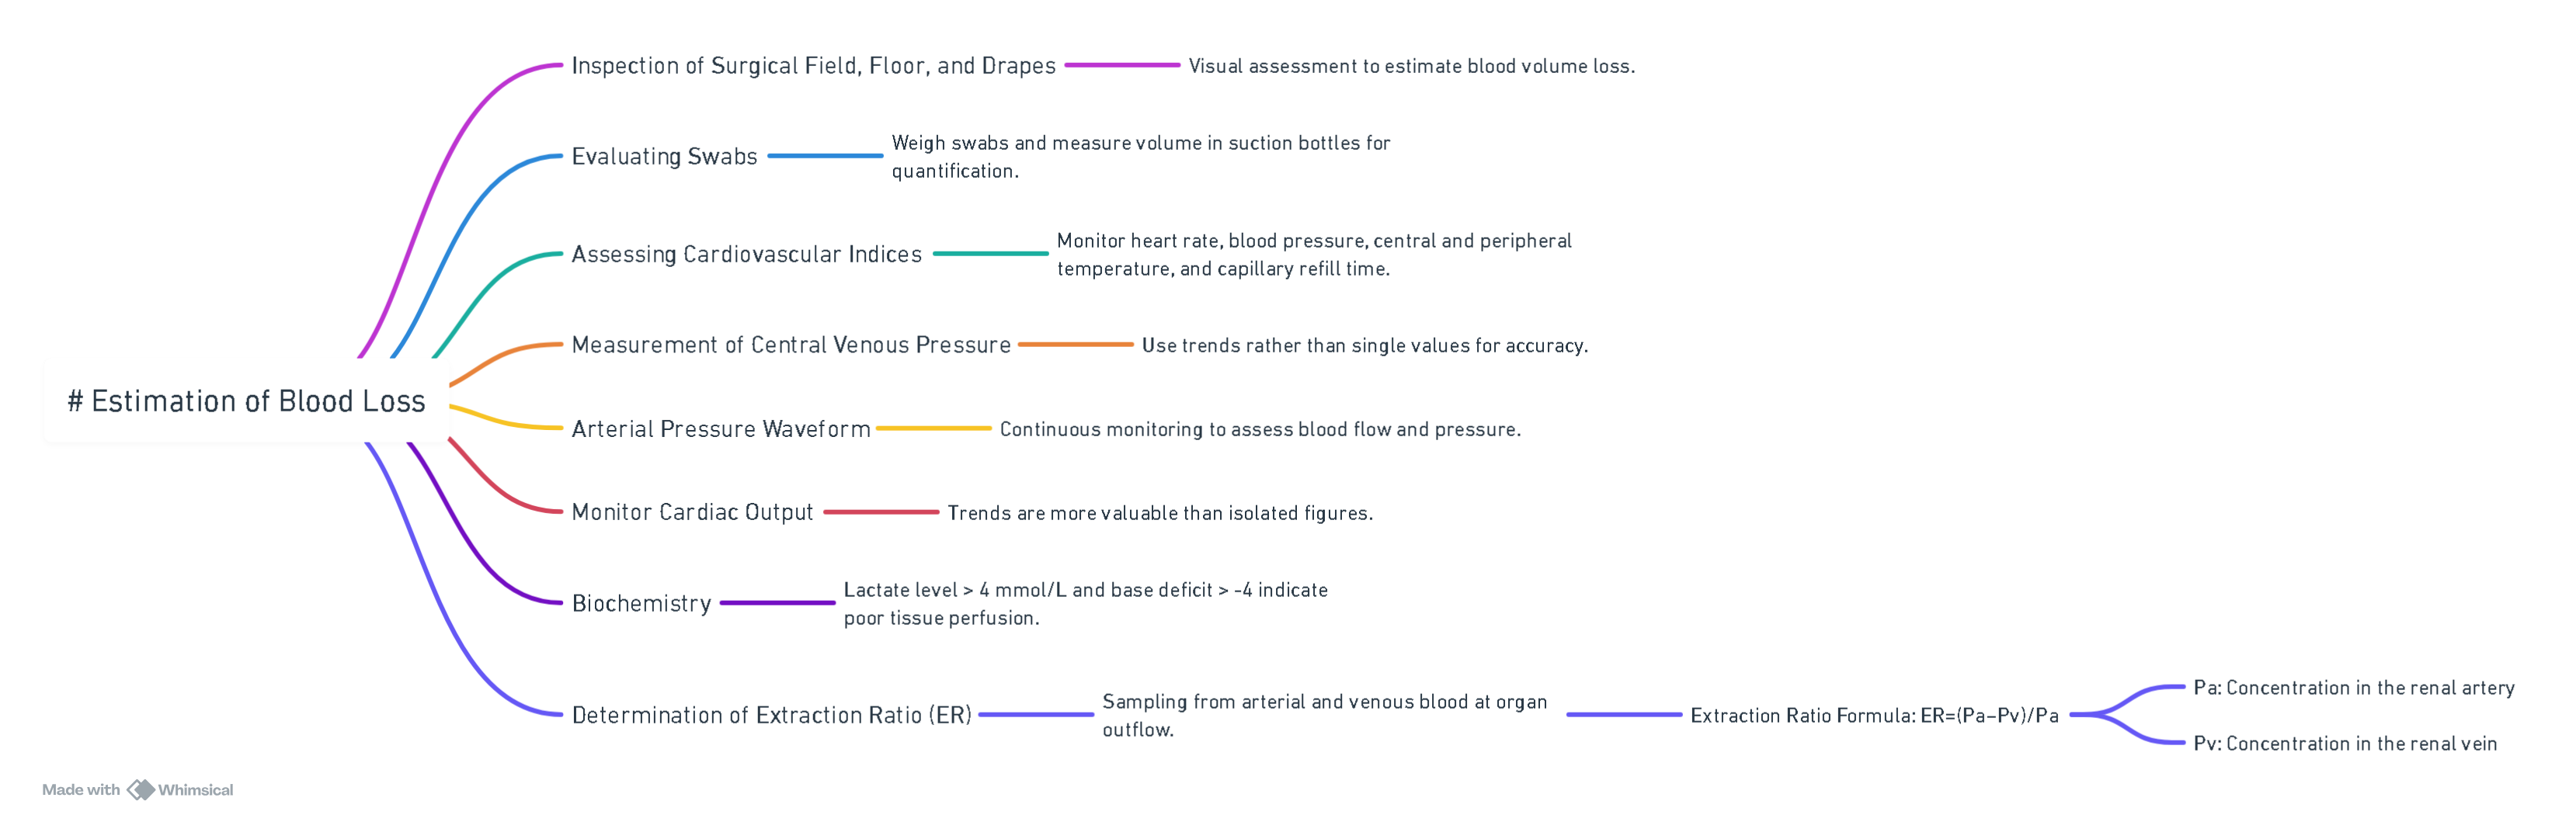 Inspection of Surgical Field, Floor, and Drapes
Visual assessment to estimate blood volume loss.
Evaluating Swabs
Weigh swabs and measure volume in suction bottles for
quantification.
Assessing Cardiovascular Indices
Monitor heart rate, blood pressure, central and peripheral
temperature, and capillary refill time.
Measurement of Central Venous Pressure
Use trends rather than single values for accuracy.
# Estimation of Blood Loss
Arterial Pressure Waveform
Continuous monitoring to assess blood flow and pressure.
Monitor Cardiac Output
Trends are more valuable than isolated figures.
Biochemistry
Lactate level > 4 mmol/L and base deficit > -4 indicate
poor tissue perfusion.
Determination of Extraction Ratio (ER)
Sampling from arterial and venous blood at organ
outflow.
Extraction Ratio Formula: ER=(Pa−Pv)/Pa
Pa: Concentration in the renal artery
Pv: Concentration in the renal vein
Made with Whimsical